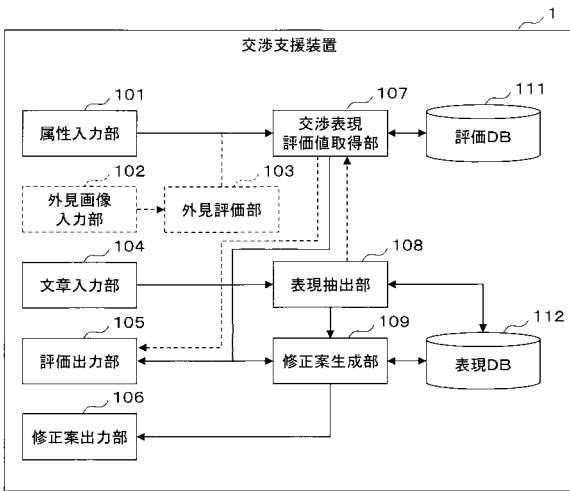 1
交渉支援装置
101
属性入力部
107
交渉表現
評価値取得部
111
評価DB
102
外見画像
入力部
103
外見評価部
104
文章入力部
108
表現抽出部
105
評価出力部
109
修正案生成部
112
表現DB
106
修正案出力部